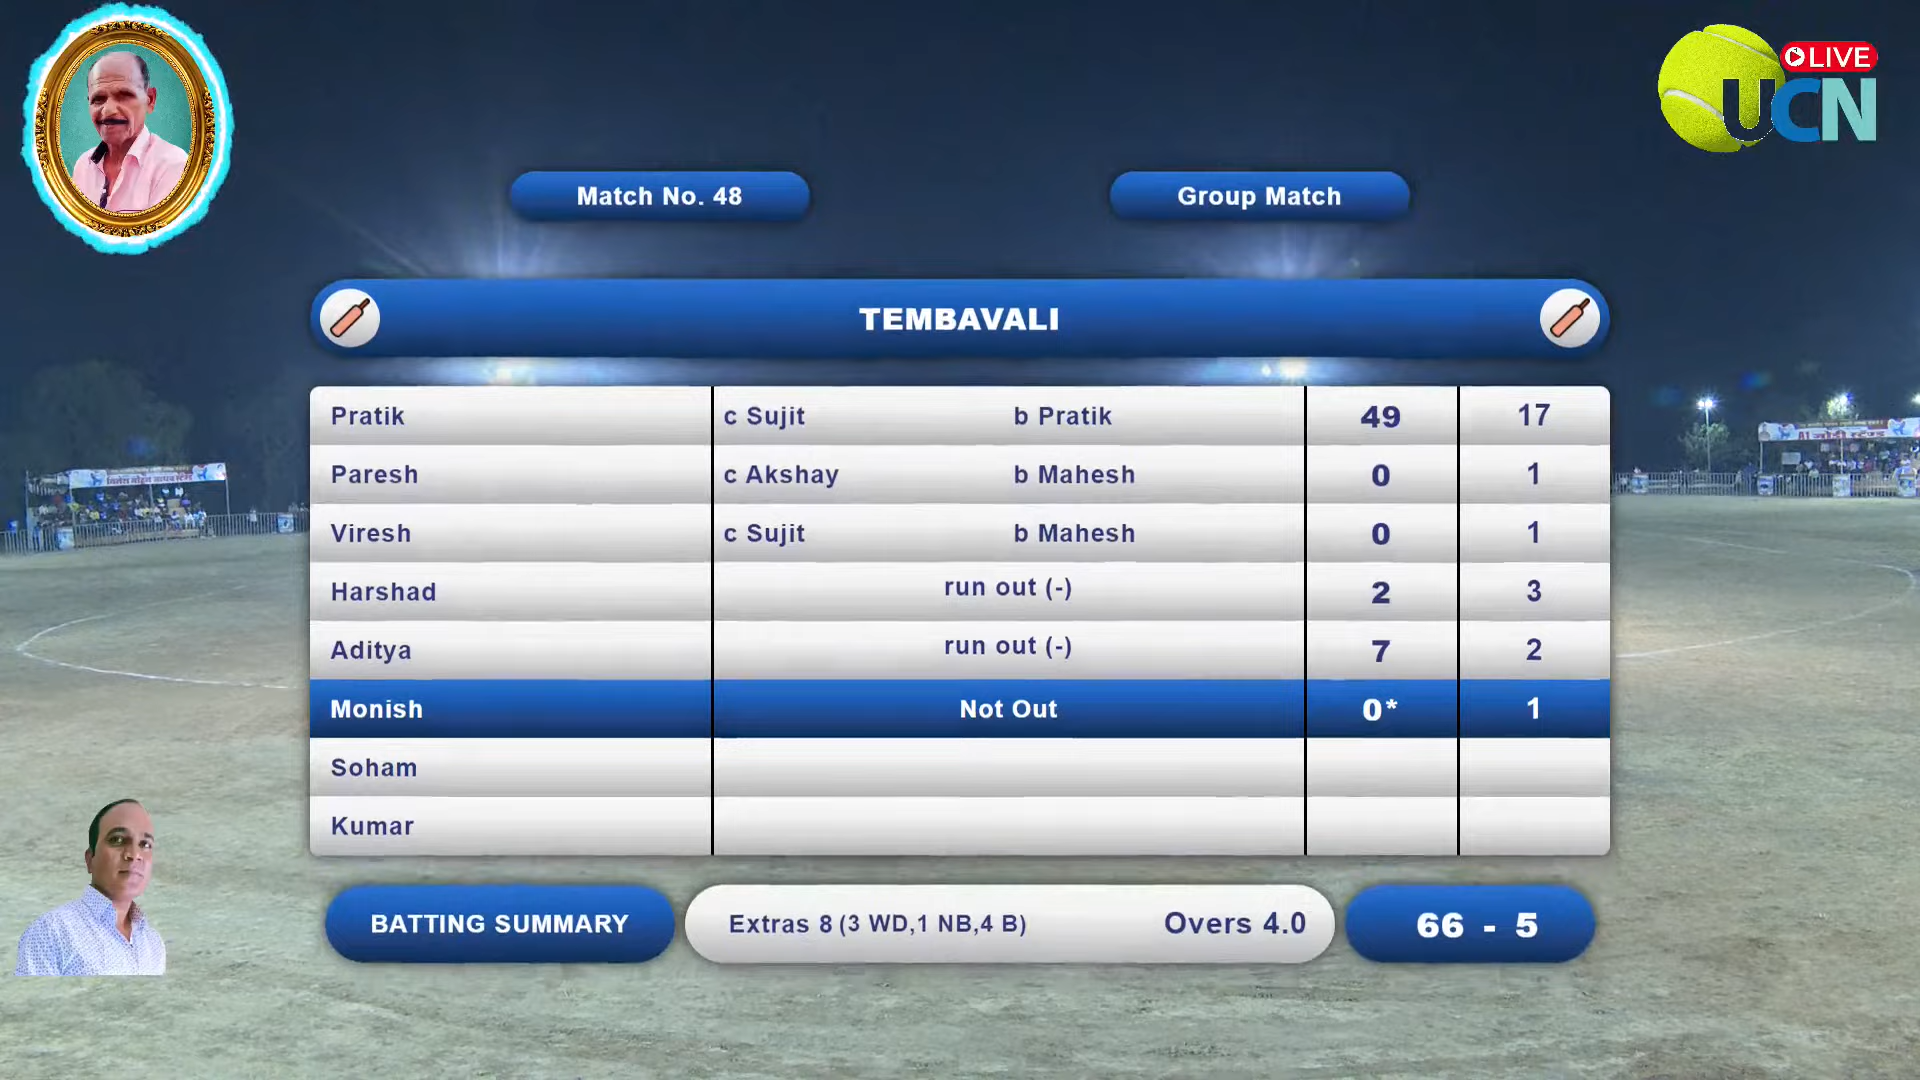 LIVE
UCN
Match No. 48
Group Match
TEMBAVALI
Pratik c Sujit b Pratik 49 17
Paresh c Akshay b Mahesh 0 1
Viresh c Sujit b Mahesh 0 1
Harshad run out (-) 2 3
Aditya run out (-) 7 2
Monish Not Out 0* 1
Soham
Kumar
BATTING SUMMARY Extras 8 (3 WD,1 NB,4 B) Overs 4.0 66 - 5